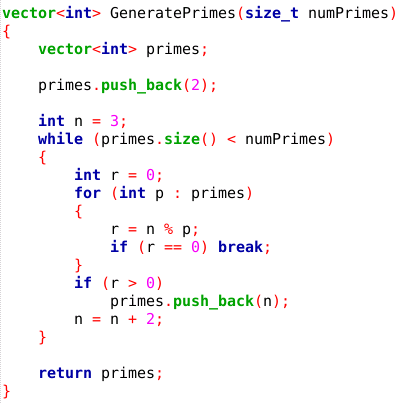 vector<int> GeneratePrimes(size_t numPrimes)
{
    vector<int> primes;

    primes.push_back(2);

    int n = 3;
    while (primes.size() < numPrimes)
    {
        int r = 0;
        for (int p : primes)
        {
            r = n % p;
            if (r == 0) break;
        }
        if (r > 0)
            primes.push_back(n);
        n = n + 2;
    }

    return primes;
}